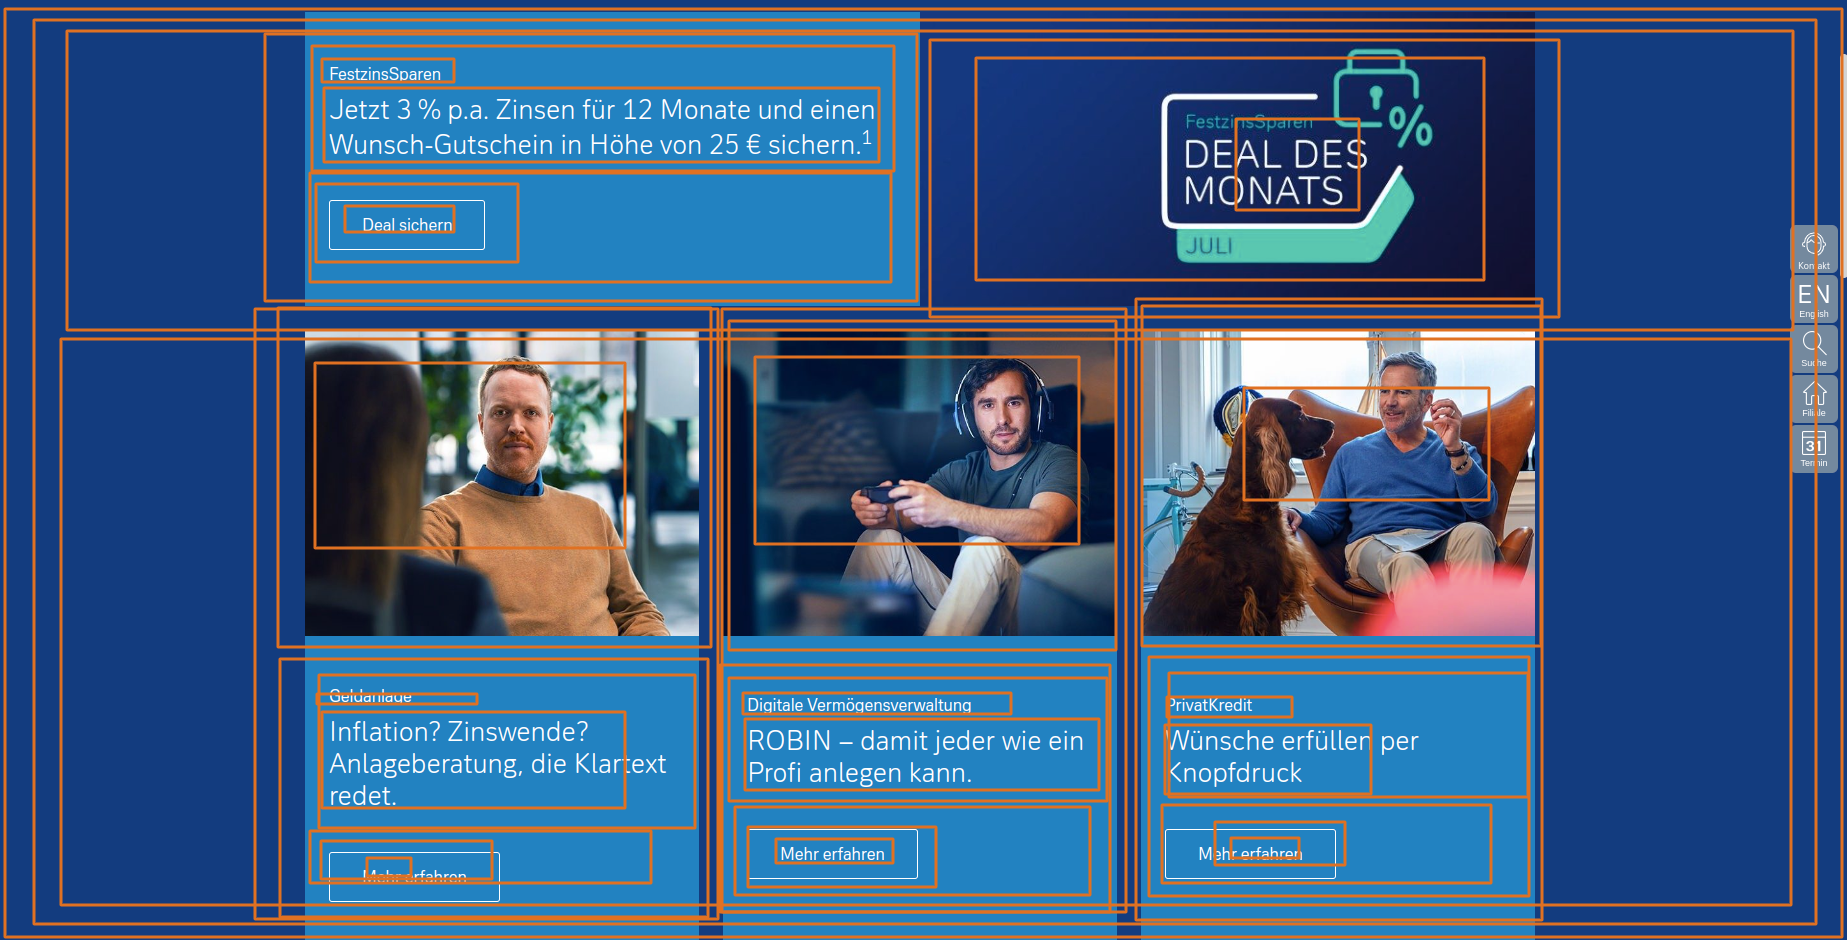 FestzinsSparen
Jetzt 3 % p.a. Zinsen für 12 Monate und einen
Wunsch-Gutschein in Höhe von 25 € sichern.¹
Deal sichern
FestzinsSparen
%
DEAL DES
MONATS
JULI
Kontakt
EN
English
Suche
Filiale
31
Termin
Geldanlage
Inflation? Zinswende?
Anlageberatung, die Klartext
redet.
Mehr erfahren
Digitale Vermögensverwaltung
ROBIN – damit jeder wie ein
Profi anlegen kann.
Mehr erfahren
PrivatKredit
Wünsche erfüllen per
Knopfdruck
Mehr erfahren